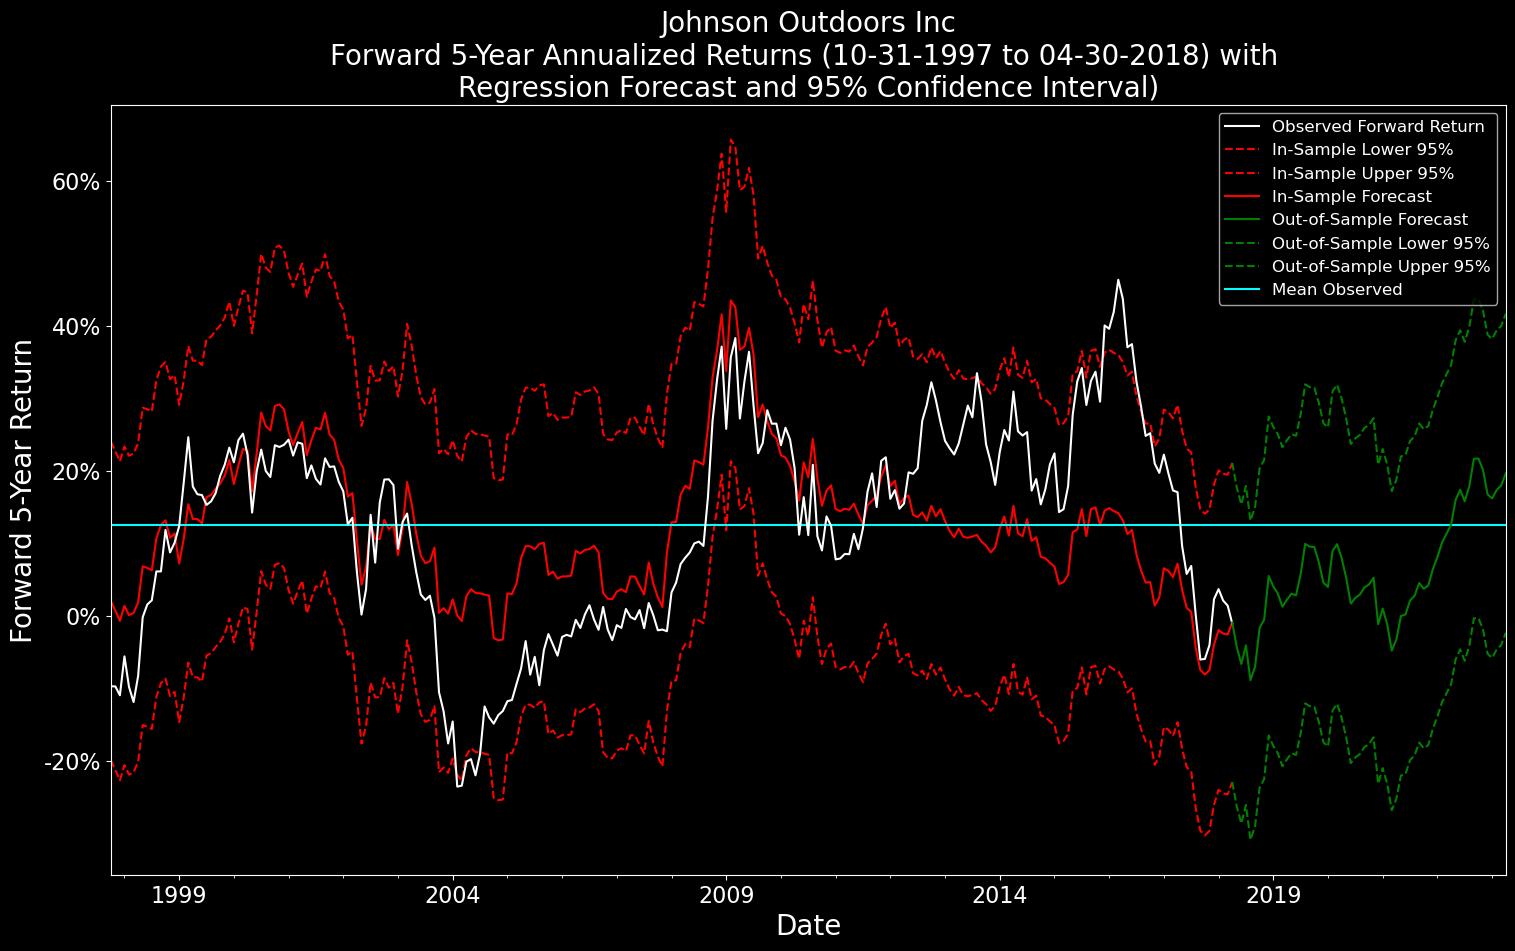 Johnson Outdoors Inc
Forward 5-Year Annualized Returns (10-31-1997 to 04-30-2018) with
Regression Forecast and 95% Confidence Interval)
Observed Forward Return
In-Sample Lower 95%
In-Sample Upper 95%
In-Sample Forecast
Out-of-Sample Forecast
Out-of-Sample Lower 95%
Out-of-Sample Upper 95%
Mean Observed
Forward 5-Year Return
60%
40%
20%
0%
-20%
1999
2004
2009
2014
2019
Date